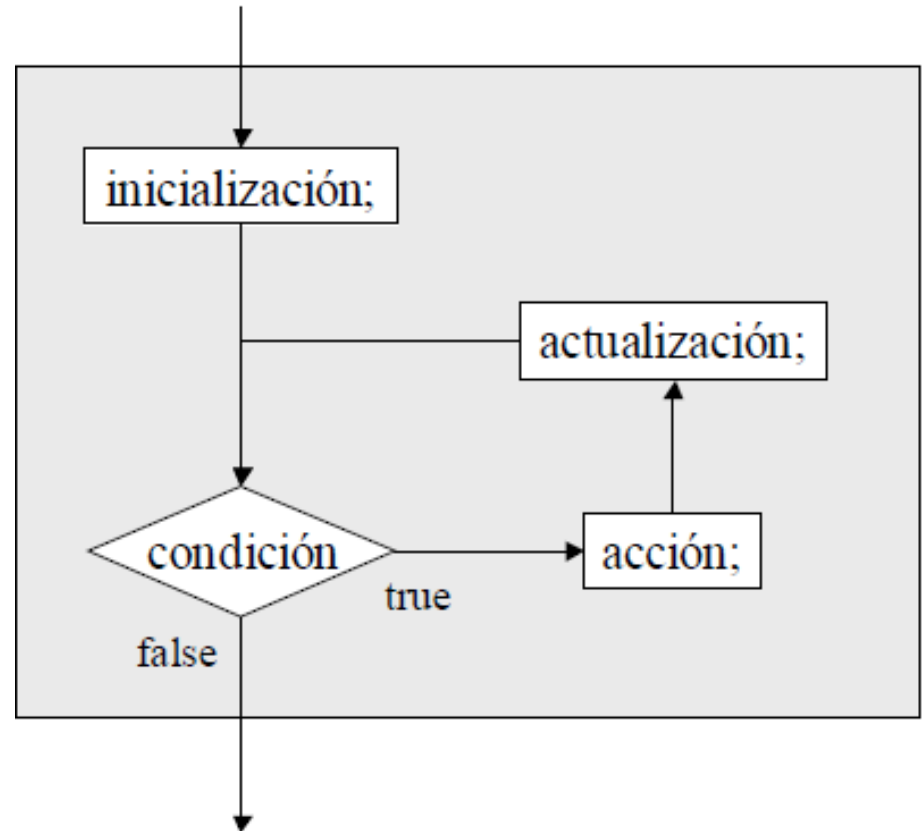 inicialización;
actualización;
condición
acción;
true
false